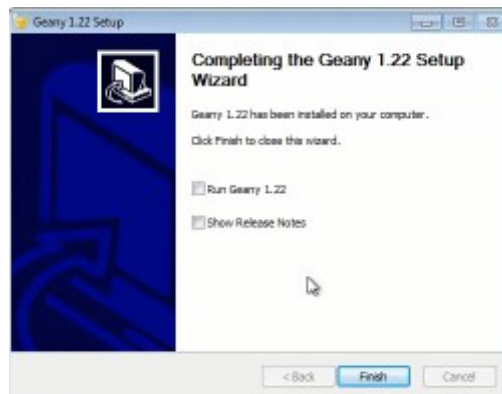 Geany 1.22 Setup
Completing the Geany 1.22 Setup
Wizard
Geany 1.22 has been installed on your computer.
Click Finish to close this wizard.
Run Geany 1.22
Show Release Notes
< Back Finish Cancel